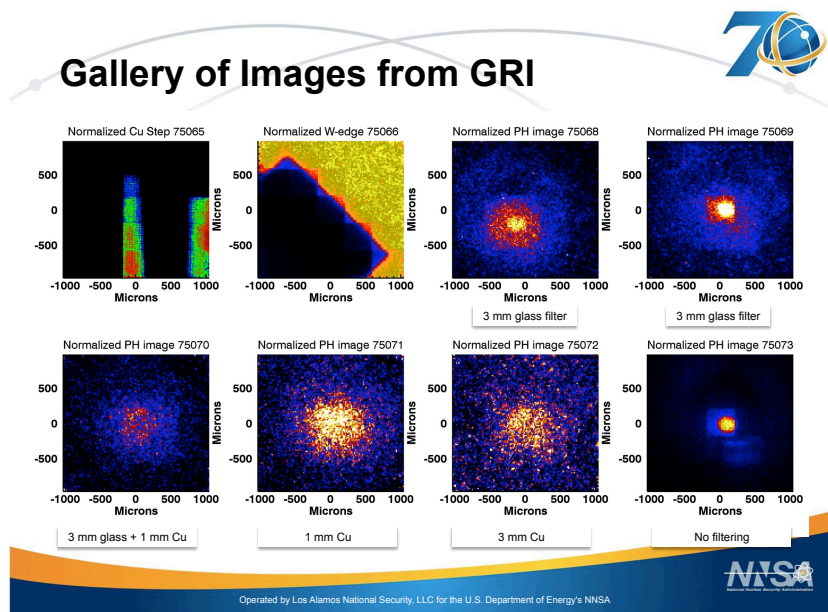 70
Gallery of Images from GRI
Normalized Cu Step 75065
500
0
-500
-1000 -500 0 500 1000
Microns
Microns
Normalized W-edge 75066
500
0
-500
-1000 -500 0 500 1000
Microns
Microns
Normalized PH image 75068
500
0
-500
-1000 -500 0 500 1000
Microns
Microns
3 mm glass filter
Normalized PH image 75069
500
0
-500
-1000 -500 0 500 1000
Microns
3 mm glass filter
Normalized PH image 75070
500
0
-500
-1000 -500 0 500 1000
Microns
Microns
3 mm glass + 1 mm Cu
Normalized PH image 75071
500
0
-500
-1000 -500 0 500 1000
Microns
Microns
1 mm Cu
Normalized PH image 75072
500
0
-500
-1000 -500 0 500 1000
Microns
Microns
3 mm Cu
Normalized PH image 75073
500
0
-500
-1000 -500 0 500 1000
Microns
No filtering
NNSA
National Nuclear Security Administration
Operated by Los Alamos National Security, LLC for the U.S. Department of Energy's NNSA